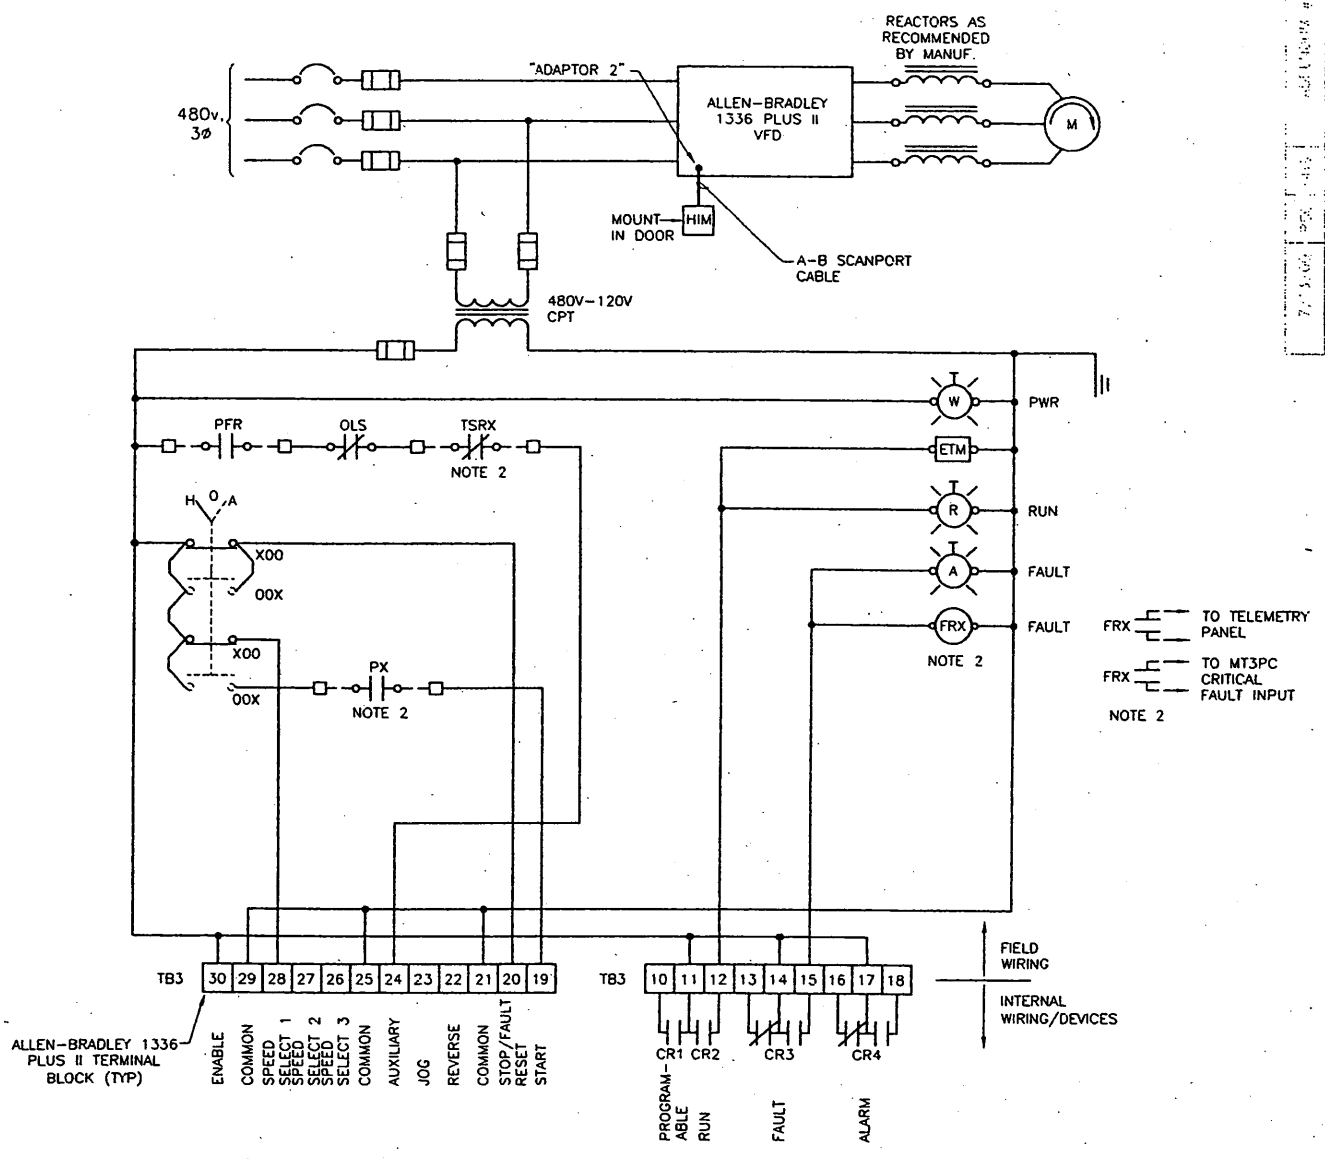 REACTORS AS
RECOMMENDED
BY MANUF.
"ADAPTOR 2"
480v,
3ø
ALLEN-BRADLEY
1336 PLUS II
VFD
M
MOUNT
IN DOOR
HIM
A-B SCANPORT
CABLE
480V-120V
CPT
W
PWR
PFR
OLS
TSRX
NOTE 2
ETM
H
O
A
R
RUN
X00
00X
A
FAULT
FRX
FAULT
NOTE 2
X00
00X
PX
NOTE 2
FRX
TO TELEMETRY
PANEL
FRX
TO MT3PC
CRITICAL
FAULT INPUT
NOTE 2
FIELD
WIRING
INTERNAL
WIRING/DEVICES
TB3
30 29 28 27 26 25 24 23 22 21 20 19
TB3
10 11 12 13 14 15 16 17 18
ALLEN-BRADLEY 1336
PLUS II TERMINAL
BLOCK (TYP)
ENABLE
COMMON
SPEED
SELECT 1
SPEED
SELECT 2
SPEED
SELECT 3
COMMON
AUXILIARY
JOG
REVERSE
COMMON
STOP/FAULT
RESET
START
CR1 CR2
CR3
CR4
PROGRAM-
ABLE
RUN
FAULT
ALARM